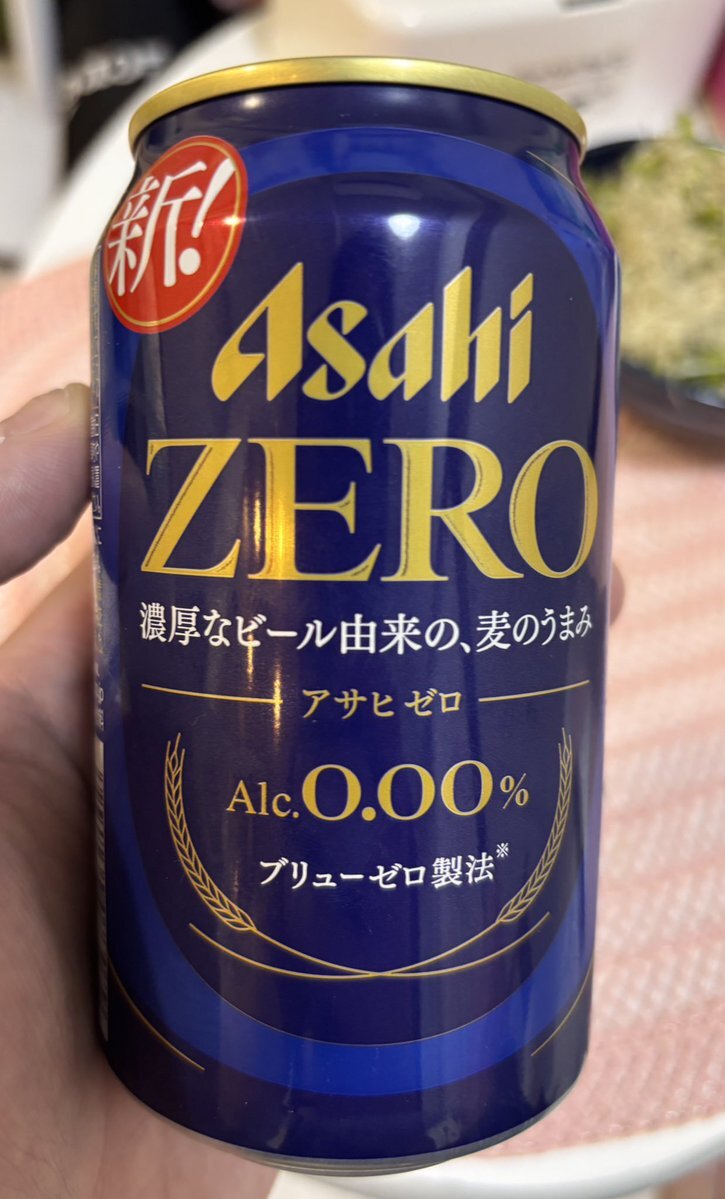 新!
Asahi
ZERO
濃厚なビール由来の、麦のうまみ
アサヒ ゼロ
Alc.0.00%
ブリューゼロ製法※